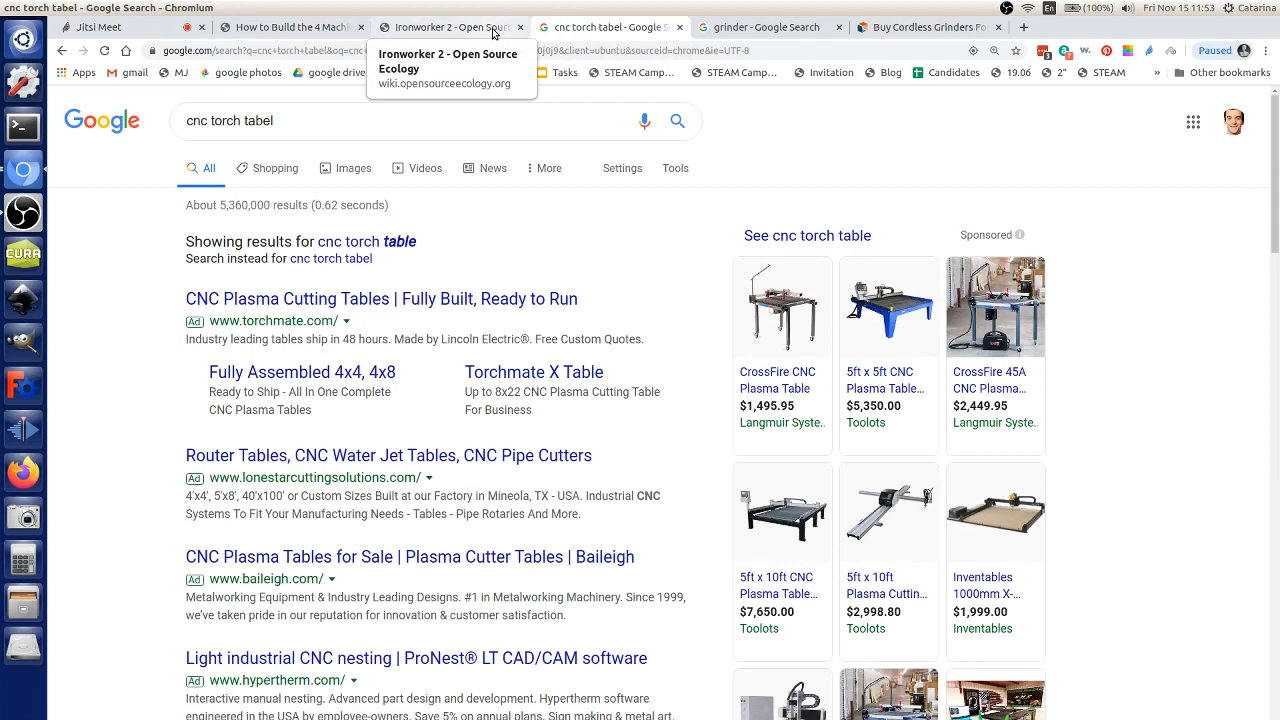 cnc torch tabel - Google Search - Chromium
En
(100%)
Fri Nov 15 11:53
Catarina
Jitsi Meet
How to Build the 4 Mac
Ironworker 2 - Open Sour
cnc torch tabel - Google S
grinder - Google Search
Buy Cordless Grinders For
google.com/search?q=cnc+torch+tabel&oq=cnc+
0j0j9&client=ubuntu&sourceid=chrome&ie=UTF-8
Paused
Ironworker 2 - Open Source
Ecology
wiki.opensourceecology.org
Apps
gmail
MJ
google photos
google drive
Tasks
STEAM Camp...
STEAM Camp...
Invitation
Blog
Candidates
19.06
2"
STEAM
»
Other bookmarks
Google
cnc torch tabel
All
Shopping
Images
Videos
News
More
Settings
Tools
About 5,360,000 results (0.62 seconds)
Showing results for cnc torch table
Search instead for cnc torch tabel
CNC Plasma Cutting Tables | Fully Built, Ready to Run
Ad www.torchmate.com/
Industry leading tables ship in 48 hours. Made by Lincoln Electric®. Free Custom Quotes.
Fully Assembled 4x4, 4x8
Ready to Ship - All In One Complete
CNC Plasma Tables
Torchmate X Table
Up to 8x22 CNC Plasma Cutting Table
For Business
Router Tables, CNC Water Jet Tables, CNC Pipe Cutters
Ad www.lonestarcuttingsolutions.com/
4'x4', 5'x8', 40'x100' or Custom Sizes Built at our Factory in Mineola, TX - USA. Industrial CNC
Systems To Fit Your Manufacturing Needs - Tables - Pipe Rotaries And More.
CNC Plasma Tables for Sale | Plasma Cutter Tables | Baileigh
Ad www.baileigh.com/
Metalworking Equipment & Industry Leading Designs. #1 in Metalworking Machinery. Since 1999,
we've taken pride in our reputation for innovation & customer satisfaction.
Light industrial CNC nesting | ProNest® LT CAD/CAM software
Ad www.hypertherm.com/
Interactive manual nesting. Advanced part design and development. Hypertherm software
engineered in the USA by employee-owners. Save 5% on annual plans. Sign making & metal art.
See cnc torch table
Sponsored
CrossFire CNC
Plasma Table
$1,495.95
Langmuir Syste..
5ft x 5ft CNC
Plasma Table...
$5,350.00
Toolots
CrossFire 45A
CNC Plasma...
$2,449.95
Langmuir Syste..
5ft x 10ft CNC
Plasma Table...
$7,650.00
Toolots
5ft x 10ft
Plasma Cuttin...
$2,998.80
Toolots
Inventables
1000mm X-...
$1,999.00
Inventables
CURA